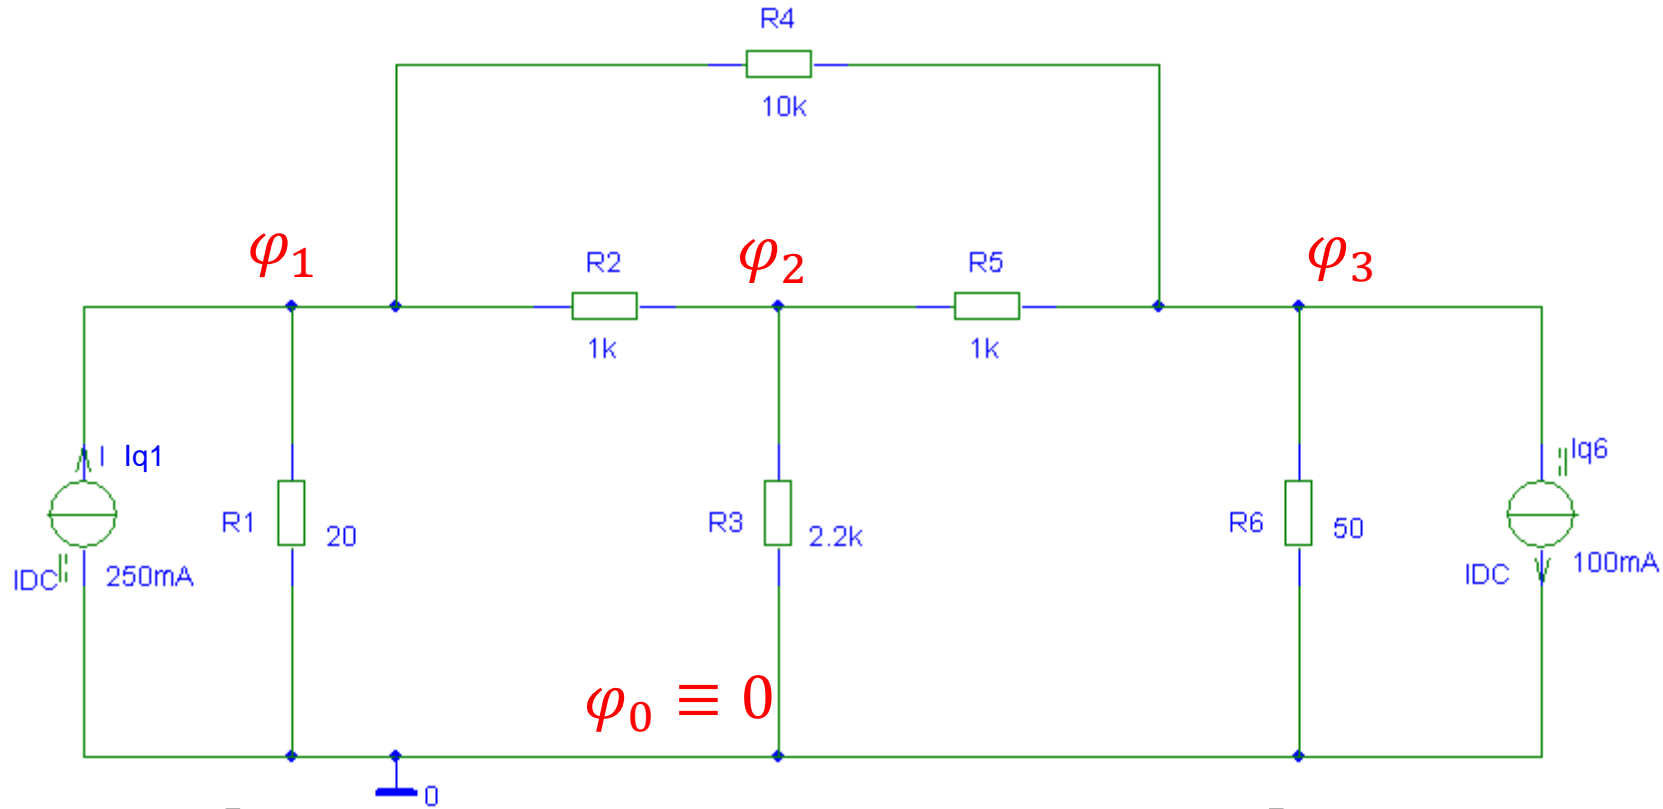 R4
10k
φ₁
R2
φ₂
R5
φ₃
1k
1k
I Iq1
Iq6
R1
20
R3
2.2k
R6
50
IDC
250mA
IDC
100mA
φ₀ ≡ 0
0